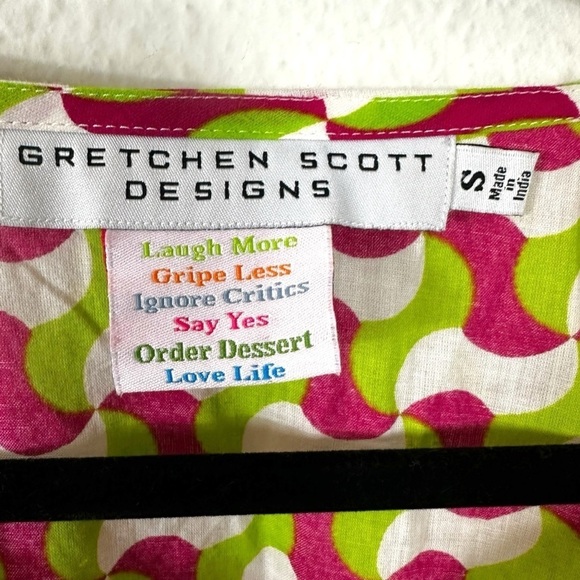 GRETCHEN SCOTT
DESIGNS
S
Made
in
India
Laugh More
Gripe Less
Ignore Critics
Say Yes
Order Dessert
Love Life